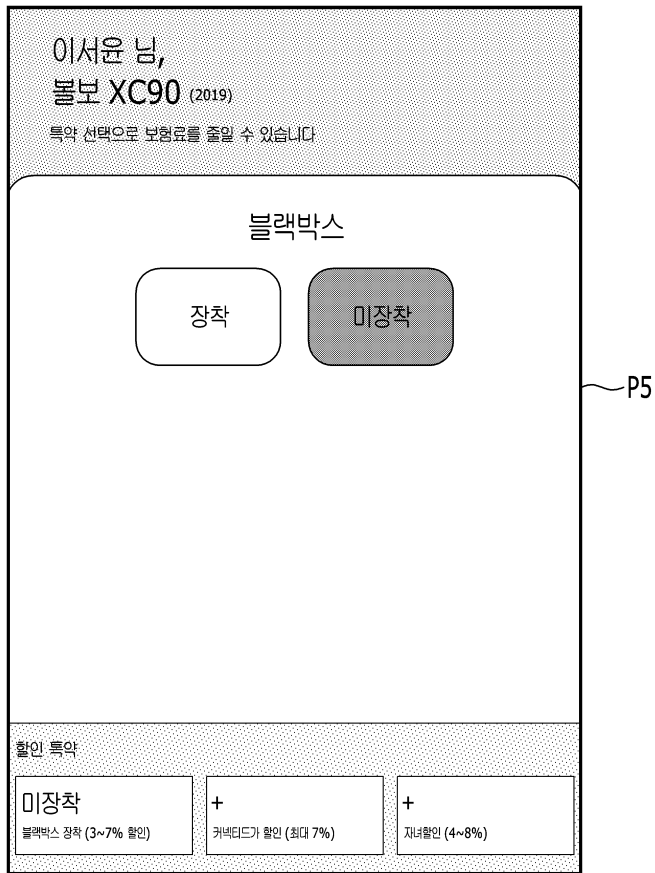 이서윤 님,
볼보 XC90 (2019)
특약 선택으로 보험료를 줄일 수 있습니다
블랙박스
장착
미장착
P5
할인 특약
미장착
블랙박스 장착 (3~7% 할인)
+
커넥티드가 할인 (최대 7%)
+
자녀할인 (4~8%)